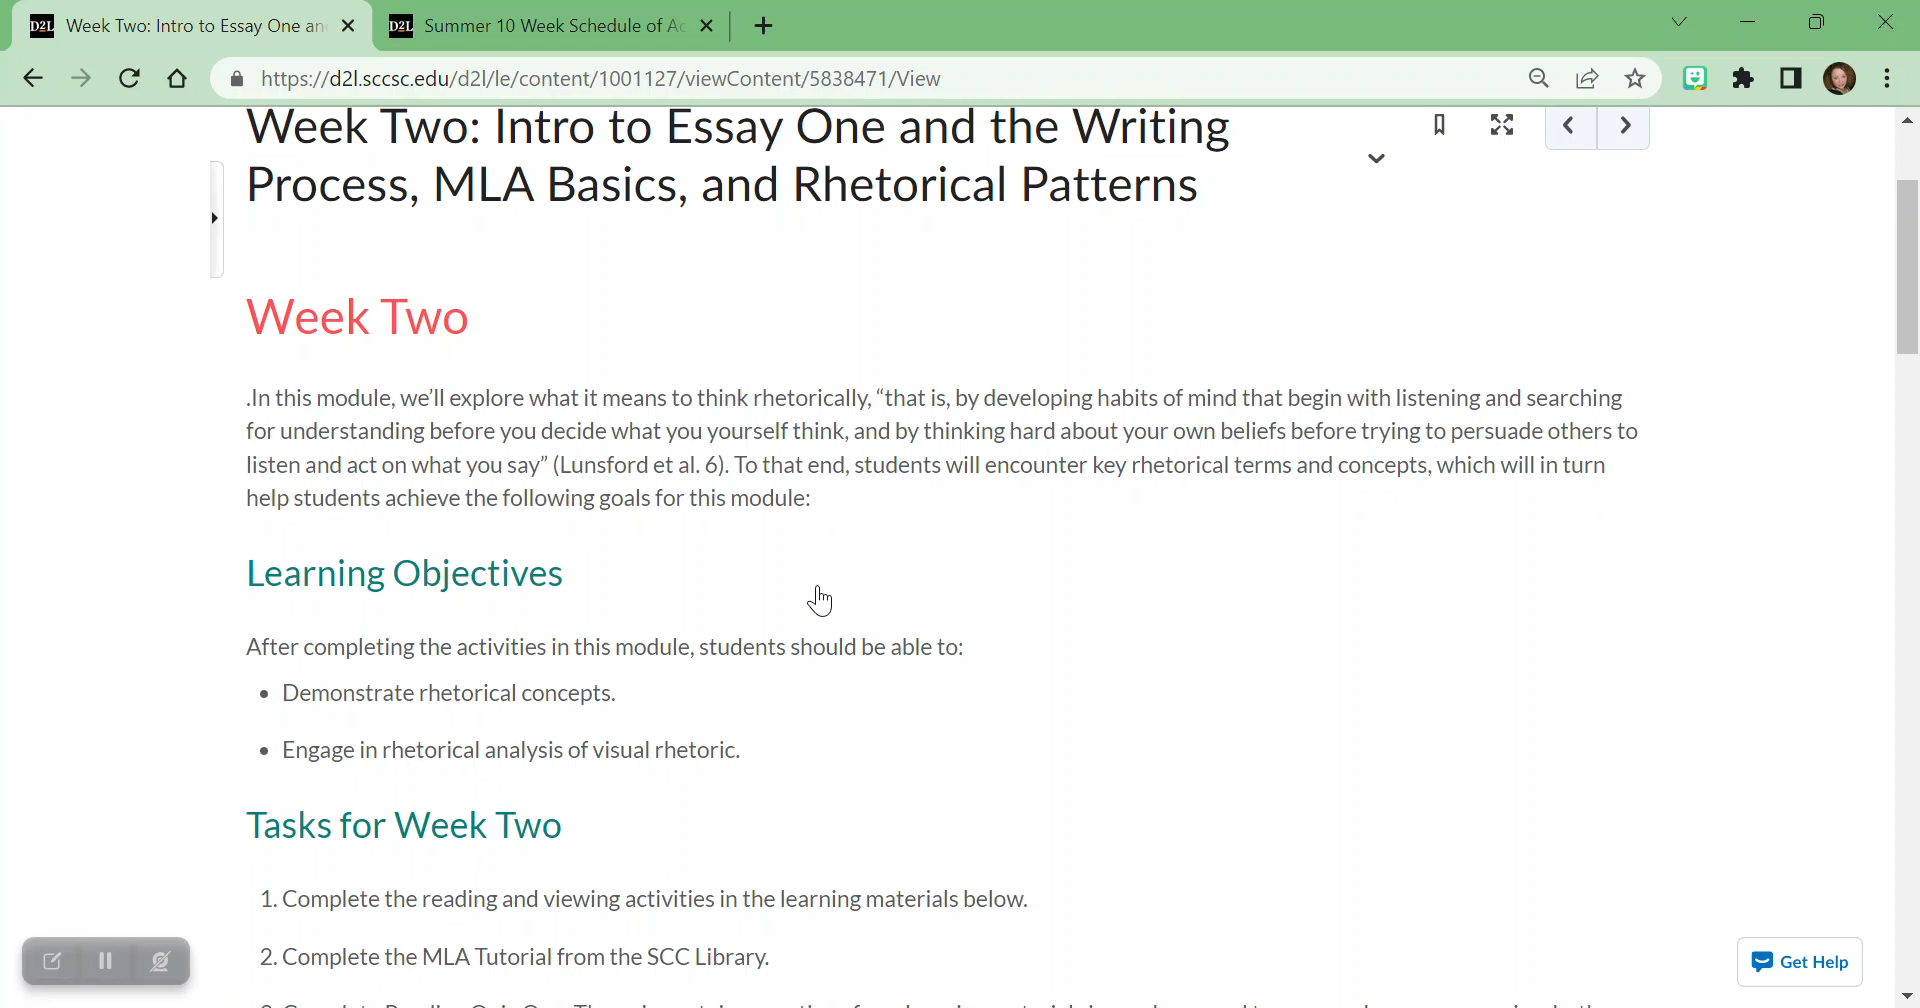 D2L Week Two: Intro to Essay One an
D2L Summer 10 Week Schedule of Ac
https://d2l.sccsc.edu/d2l/le/content/1001127/viewContent/5838471/View
Week Two: Intro to Essay One and the Writing
Process, MLA Basics, and Rhetorical Patterns
Week Two
.In this module, we’ll explore what it means to think rhetorically, “that is, by developing habits of mind that begin with listening and searching
for understanding before you decide what you yourself think, and by thinking hard about your own beliefs before trying to persuade others to
listen and act on what you say” (Lunsford et al. 6). To that end, students will encounter key rhetorical terms and concepts, which will in turn
help students achieve the following goals for this module:
Learning Objectives
After completing the activities in this module, students should be able to:
• Demonstrate rhetorical concepts.
• Engage in rhetorical analysis of visual rhetoric.
Tasks for Week Two
1. Complete the reading and viewing activities in the learning materials below.
2. Complete the MLA Tutorial from the SCC Library.
Get Help